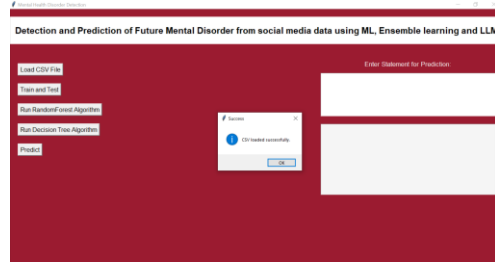 Mental Health Disorder Detection
Detection and Prediction of Future Mental Disorder from social media data using ML, Ensemble learning and LLM
Load CSV File
Enter Statement for Prediction:
Train and Test
Run RandomForest Algorithm
Success
Run Decision Tree Algorithm
CSV loaded successfully
Predict
OK